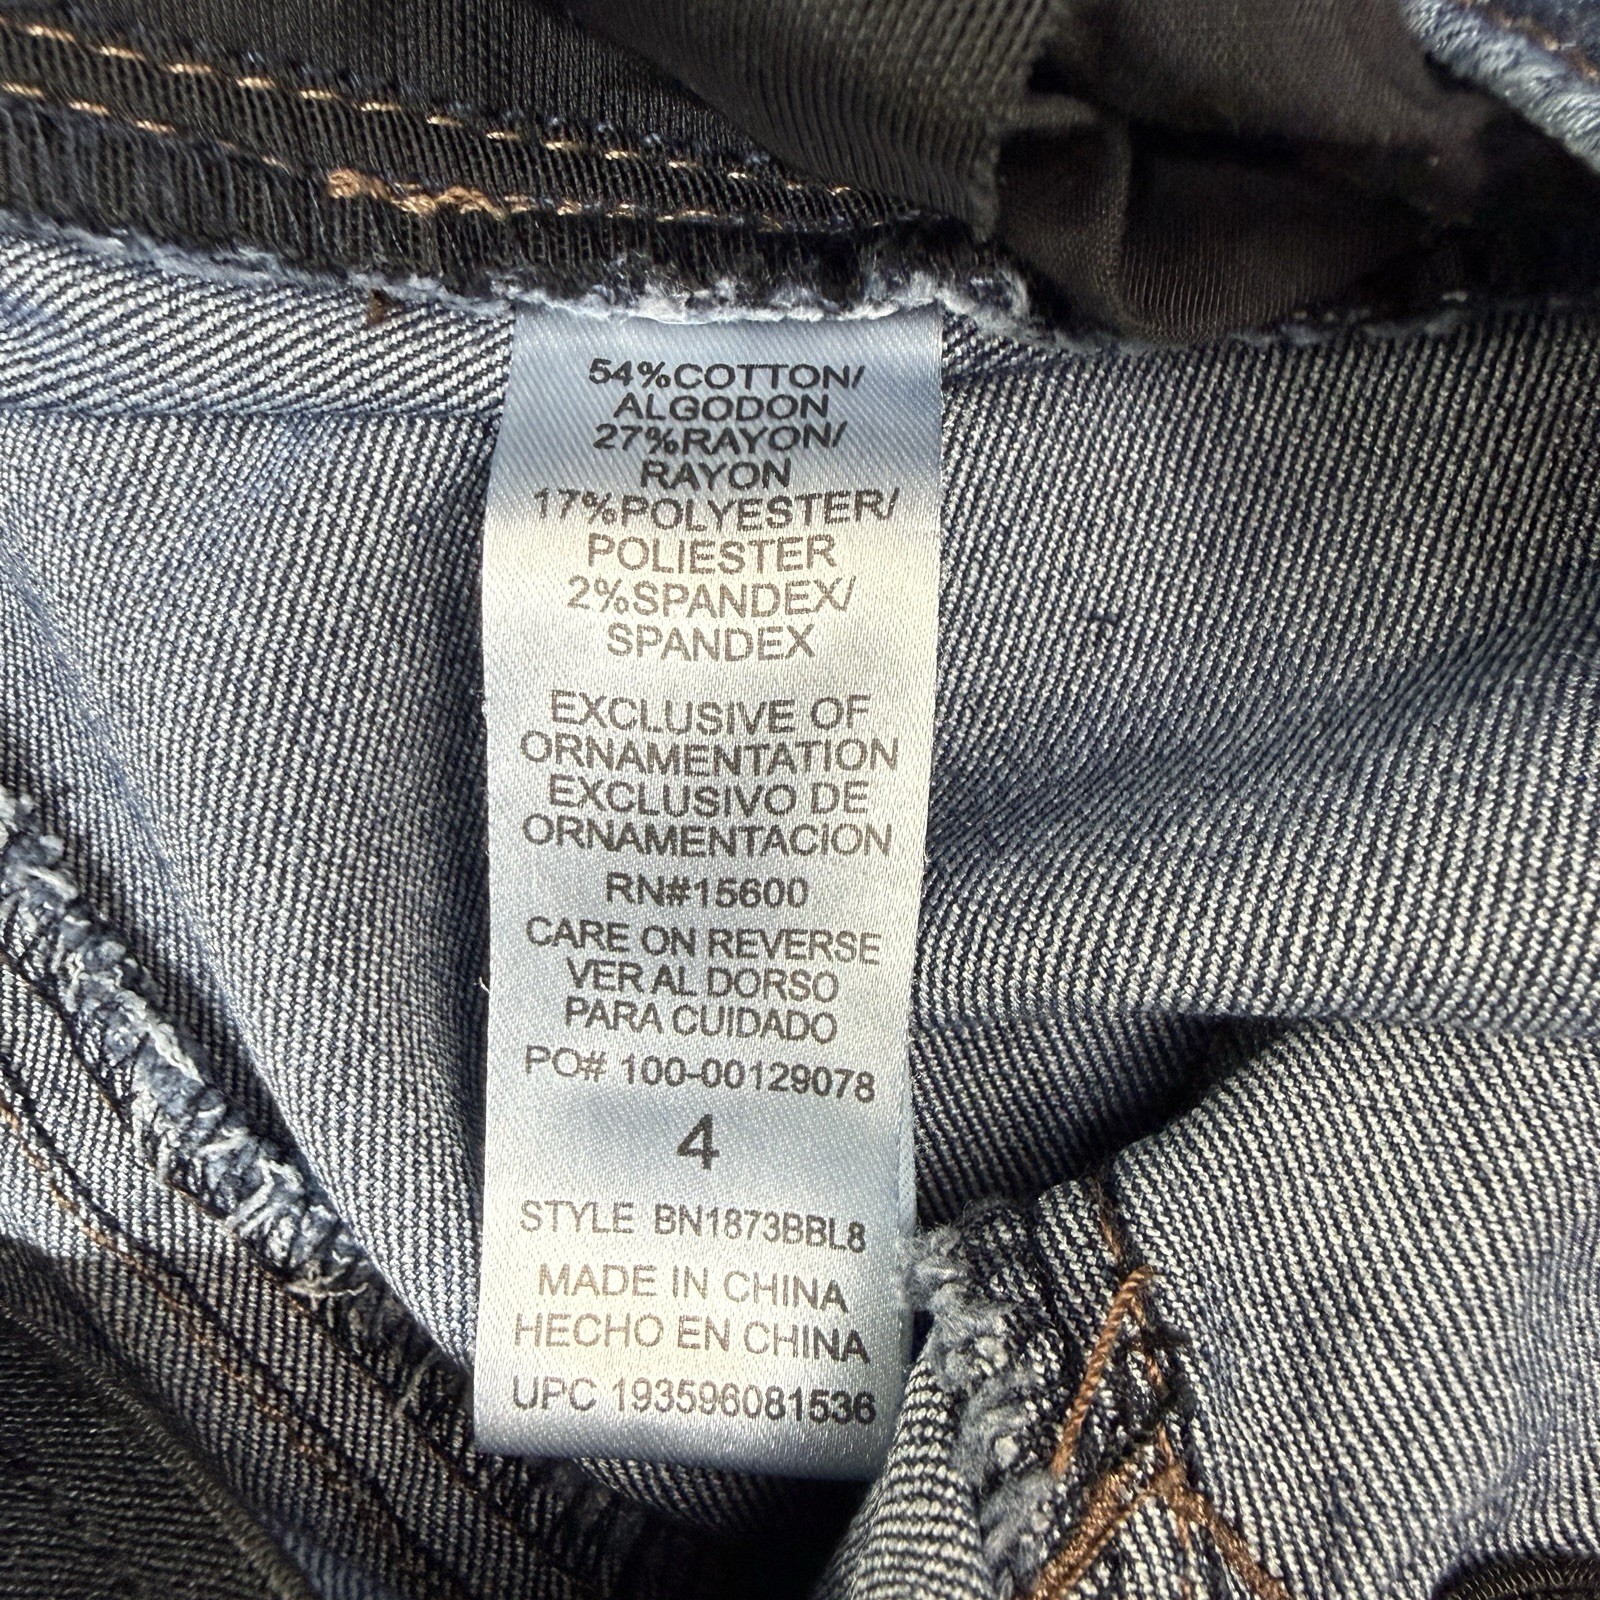 54%COTTON/
ALGODON
27%RAYON/
RAYON
17%POLYESTER/
POLIESTER
2%SPANDEX/
SPANDEX
EXCLUSIVE OF
ORNAMENTATION
EXCLUSIVO DE
ORNAMENTACION
RN#15600
CARE ON REVERSE
VER AL DORSO
PARA CUIDADO
PO# 100-00129078
4
STYLE BN1873BBL8
MADE IN CHINA
HECHO EN CHINA
UPC 193596081536